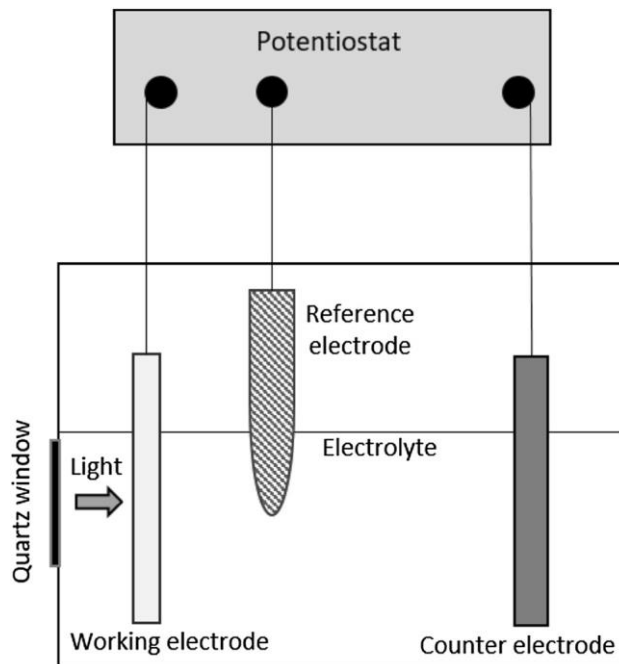 Potentiostat
Reference
electrode
Electrolyte
Light
Quartz window
Working electrode
Counter electrode